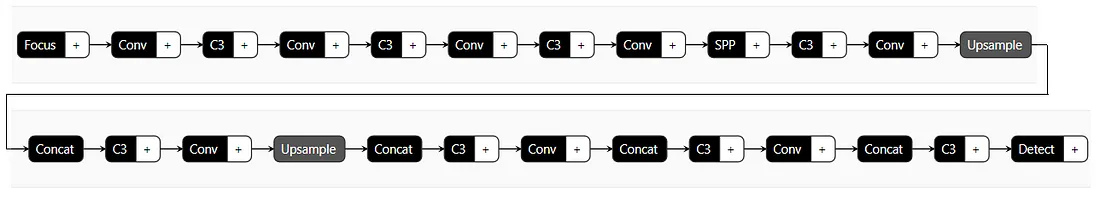 Focus + Conv + C3 + Conv + C3 + Conv + C3 + Conv + SPP + C3 + Conv + Upsample
Concat C3 + Conv + Upsample Concat C3 + Conv + Concat C3 + Conv + Concat C3 + Detect +